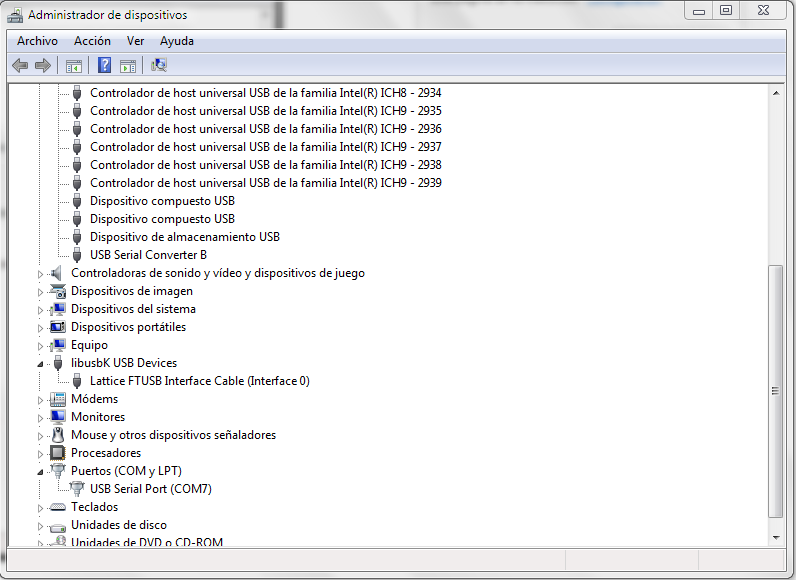 Administrador de dispositivos
Archivo Acción Ver Ayuda
Controlador de host universal USB de la familia Intel(R) ICH8 - 2934
Controlador de host universal USB de la familia Intel(R) ICH9 - 2935
Controlador de host universal USB de la familia Intel(R) ICH9 - 2936
Controlador de host universal USB de la familia Intel(R) ICH9 - 2937
Controlador de host universal USB de la familia Intel(R) ICH9 - 2938
Controlador de host universal USB de la familia Intel(R) ICH9 - 2939
Dispositivo compuesto USB
Dispositivo compuesto USB
Dispositivo de almacenamiento USB
USB Serial Converter B
Controladoras de sonido y vídeo y dispositivos de juego
Dispositivos de imagen
Dispositivos del sistema
Dispositivos portátiles
Equipo
libusbK USB Devices
Lattice FTUSB Interface Cable (Interface 0)
Módems
Monitores
Mouse y otros dispositivos señaladores
Procesadores
Puertos (COM y LPT)
USB Serial Port (COM7)
Teclados
Unidades de disco
Unidades de DVD o CD-ROM